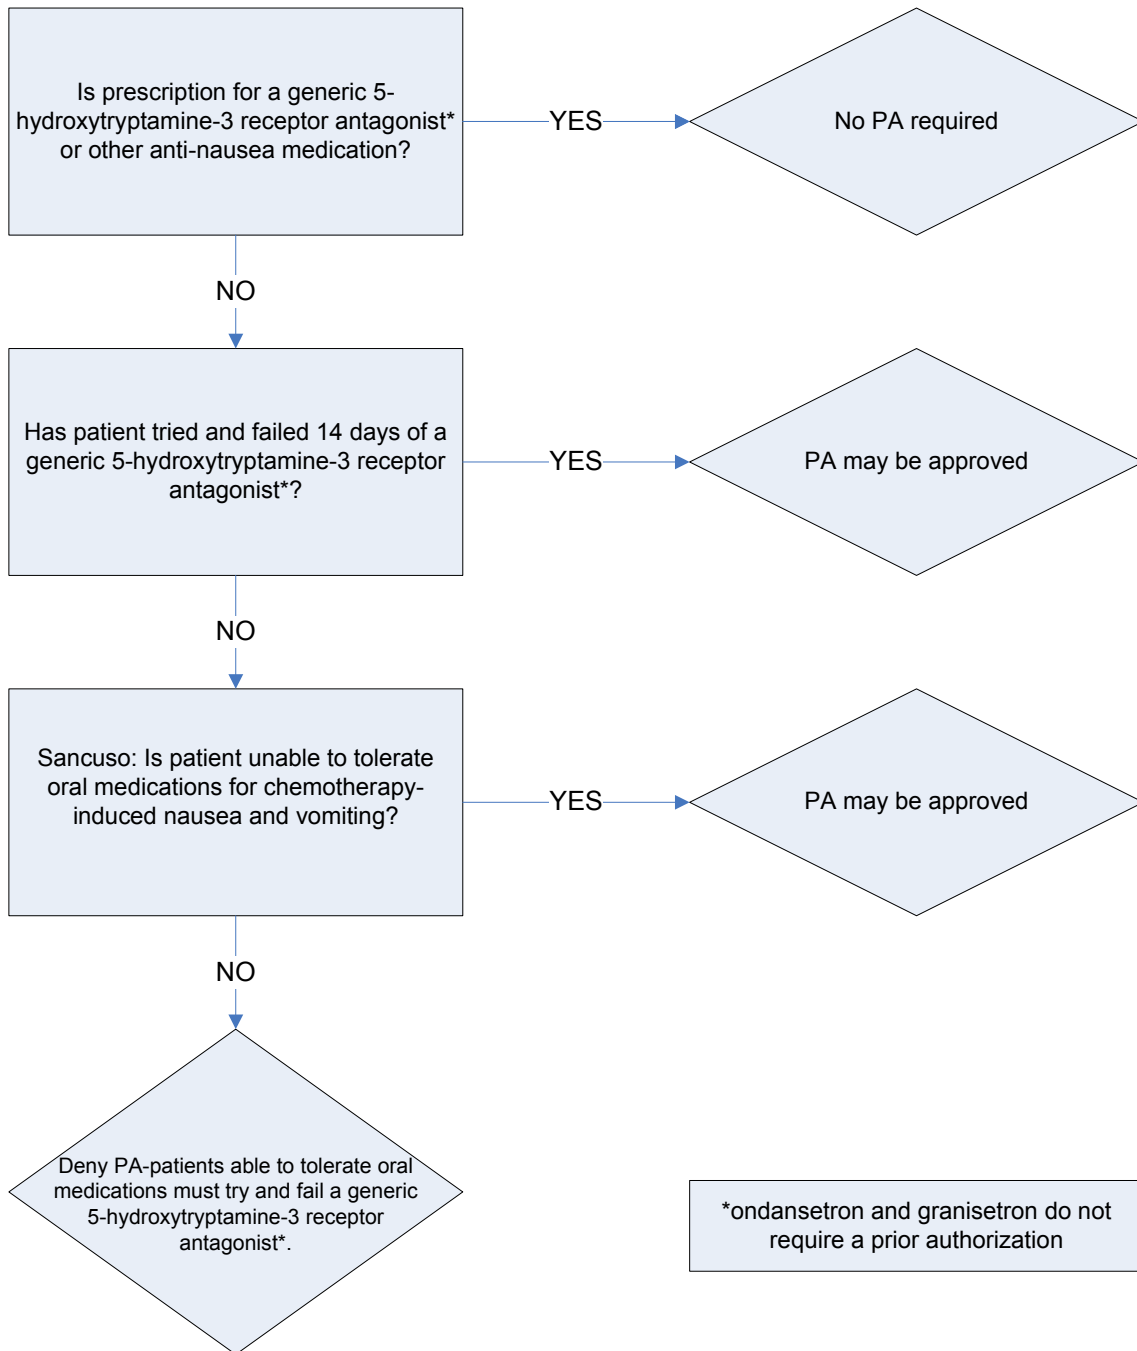 Is prescription for a generic 5-
hydroxytryptamine-3 receptor antagonist*
or other anti-nausea medication?
YES
No PA required
NO
Has patient tried and failed 14 days of a
generic 5-hydroxytryptamine-3 receptor
antagonist*?
YES
PA may be approved
NO
Sancuso: Is patient unable to tolerate
oral medications for chemotherapy-
induced nausea and vomiting?
YES
PA may be approved
NO
Deny PA-patients able to tolerate oral
medications must try and fail a generic
5-hydroxytryptamine-3 receptor
antagonist*.
*ondansetron and granisetron do not
require a prior authorization